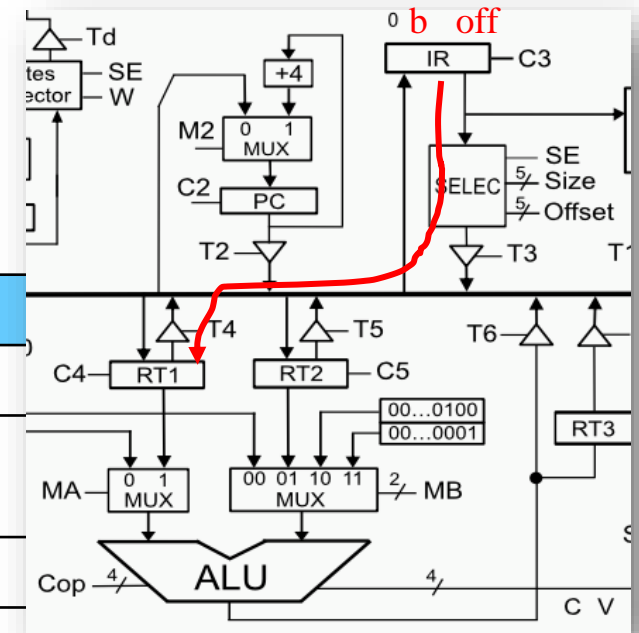 0 b off
Td
IR
C3
tes
SE
ector
W
+4
M2
0 1
MUX
SELEC
SE
5
Size
C2
PC
5
Offset
T2
T3
T4
T5
T6
C4
RT1
RT2
C5
00...0100
00...0001
RT3
MA
0 1
MUX
00 01 10 11
MUX
2
MB
Cop
4
ALU
4
C V